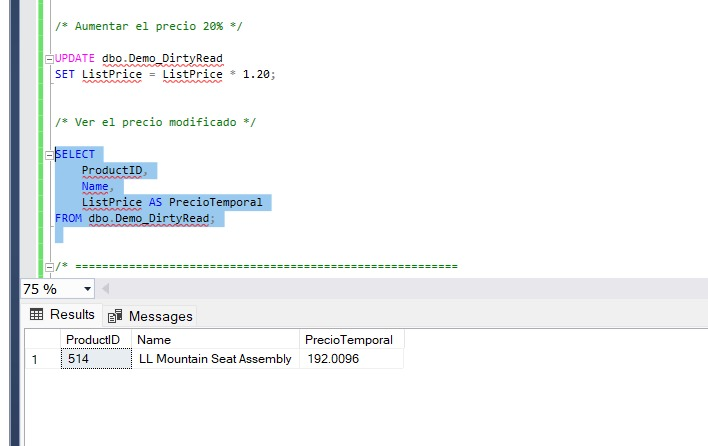 /* Aumentar el precio 20% */
UPDATE dbo.Demo_DirtyRead
SET ListPrice = ListPrice * 1.20;
/* Ver el precio modificado */
SELECT
ProductID,
Name,
ListPrice AS PrecioTemporal
FROM dbo.Demo_DirtyRead;
/* =========================================================
75 %
Results Messages
ProductID Name PrecioTemporal
1 514 LL Mountain Seat Assembly 192.0096